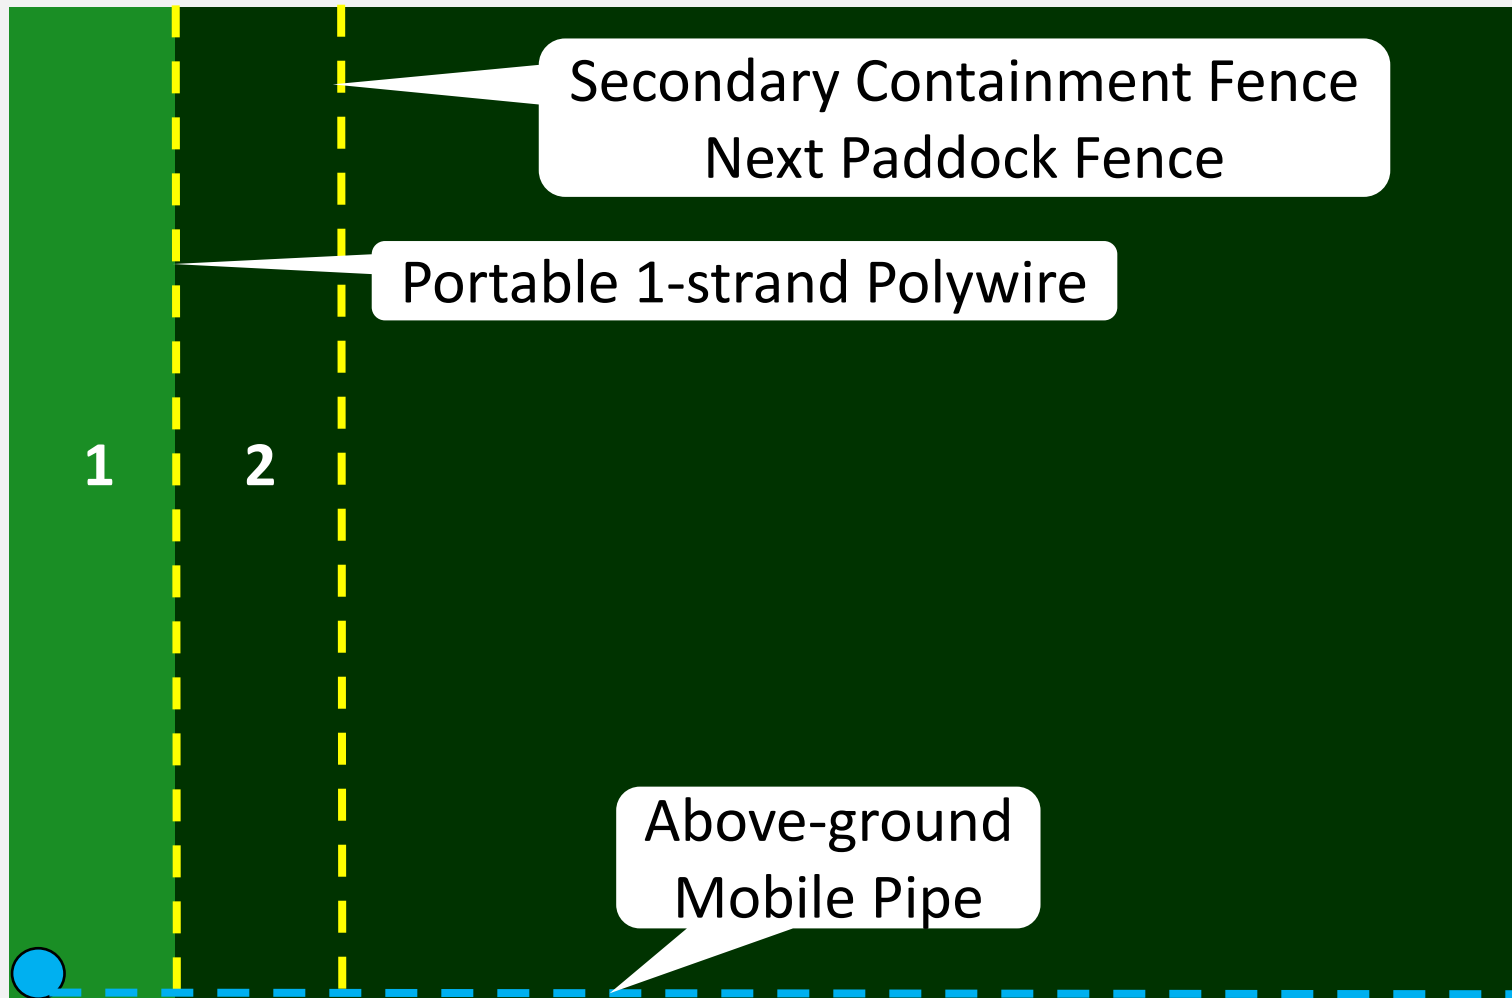 Secondary Containment Fence
Next Paddock Fence
Portable 1-strand Polywire
1
2
Above-ground
Mobile Pipe